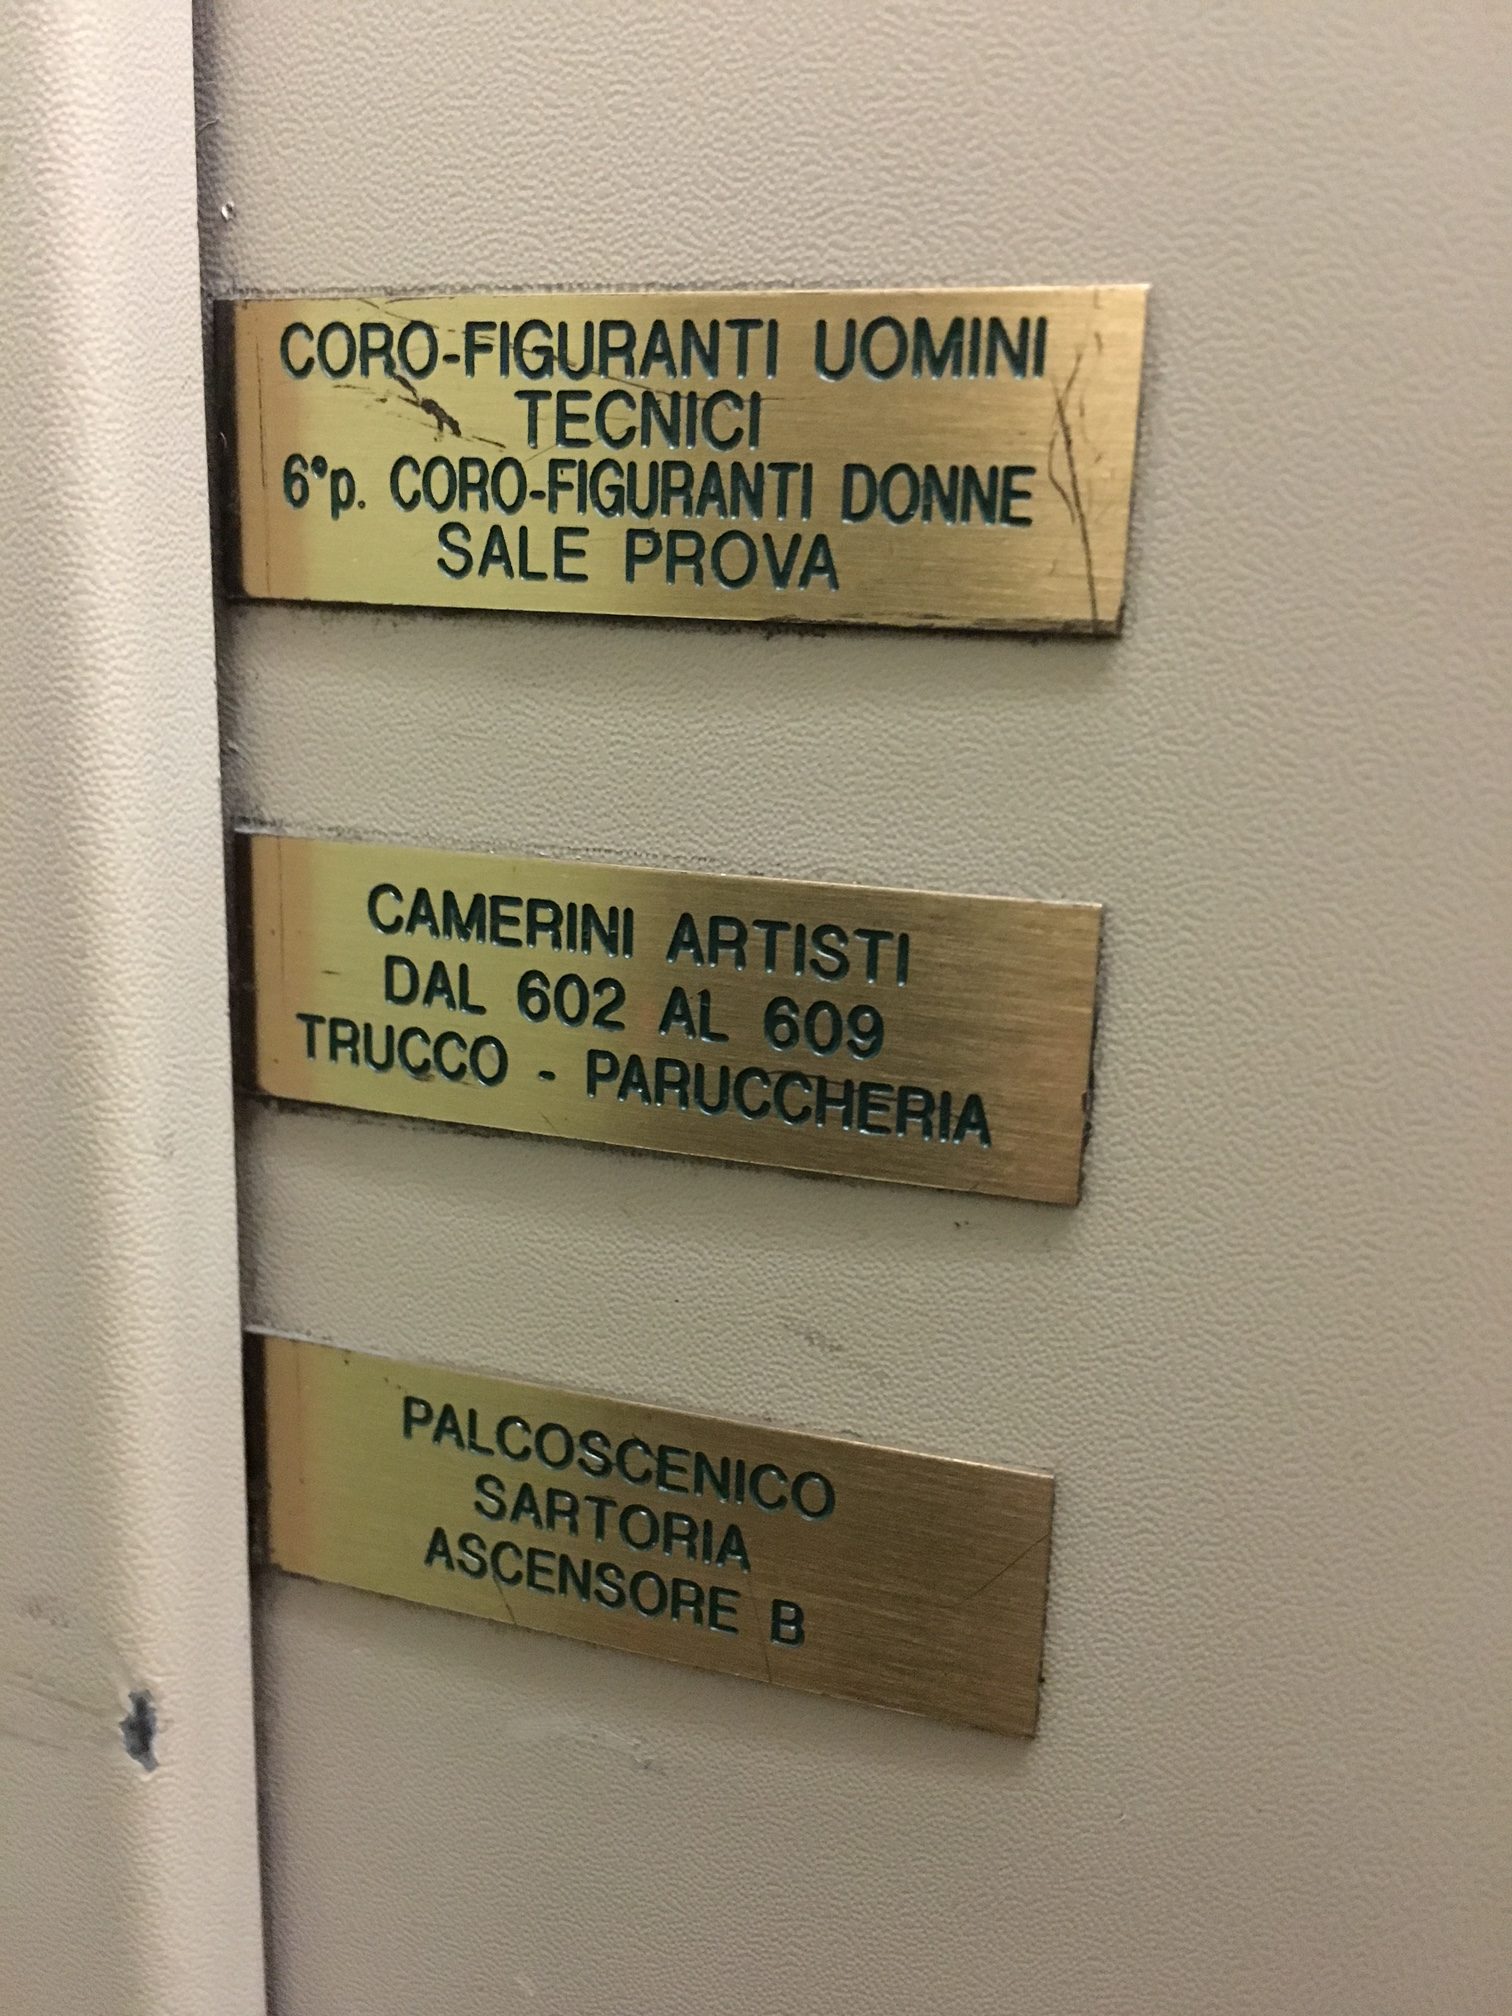 CORO-FIGURANTI UOMINI
TECNICI
6°p. CORO-FIGURANTI DONNE
SALE PROVA
CAMERINI ARTISTI
DAL 602 AL 609
TRUCCO - PARUCCHERIA
PALCOSCENICO
SARTORIA
ASCENSORE B